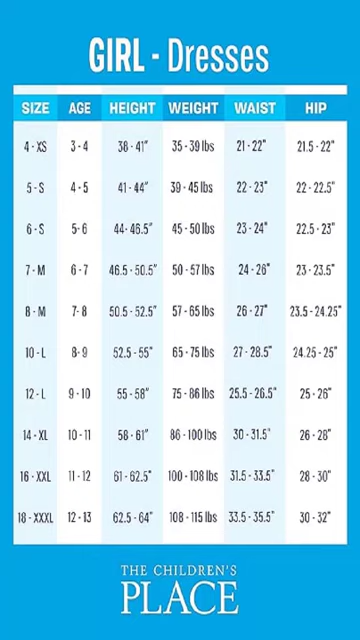 GIRL - Dresses
SIZE AGE HEIGHT WEIGHT WAIST HIP
4 - XS 3 - 4 38 - 41" 35 - 39 lbs 21 - 22" 21.5 - 22"
5 - S 4 - 5 41 - 44" 39 - 45 lbs 22 - 23" 22 - 22.5"
6 - S 5 - 6 44 - 46.5" 45 - 50 lbs 23 - 24" 22.5 - 23"
7 - M 6 - 7 46.5 - 50.5" 50 - 57 lbs 24 - 26" 23 - 23.5"
8 - M 7 - 8 50.5 - 52.5" 57 - 65 lbs 26 - 27" 23.5 - 24.25"
10 - L 8 - 9 52.5 - 55" 65 - 75 lbs 27 - 28.5" 24.25 - 25"
12 - L 9 - 10 55 - 58" 75 - 86 lbs 25.5 - 26.5" 25 - 26"
14 - XL 10 - 11 58 - 61" 86 - 100 lbs 30 - 31.5" 26 - 28"
16 - XXL 11 - 12 61 - 62.5" 100 - 108 lbs 31.5 - 33.5" 28 - 30"
18 - XXXL 12 - 13 62.5 - 64" 108 - 115 lbs 33.5 - 35.5" 30 - 32"
THE CHILDREN'S
PLACE